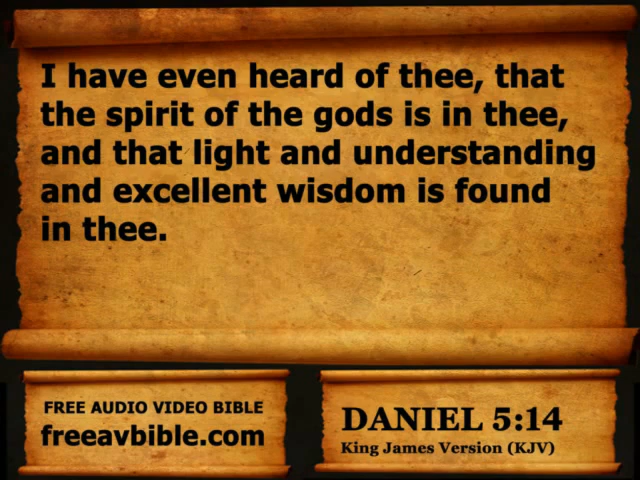 I have even heard of thee, that
the spirit of the gods is in thee,
and that light and understanding
and excellent wisdom is found
in thee.
FREE AUDIO VIDEO BIBLE
freeavbible.com
DANIEL 5:14
King James Version (KJV)